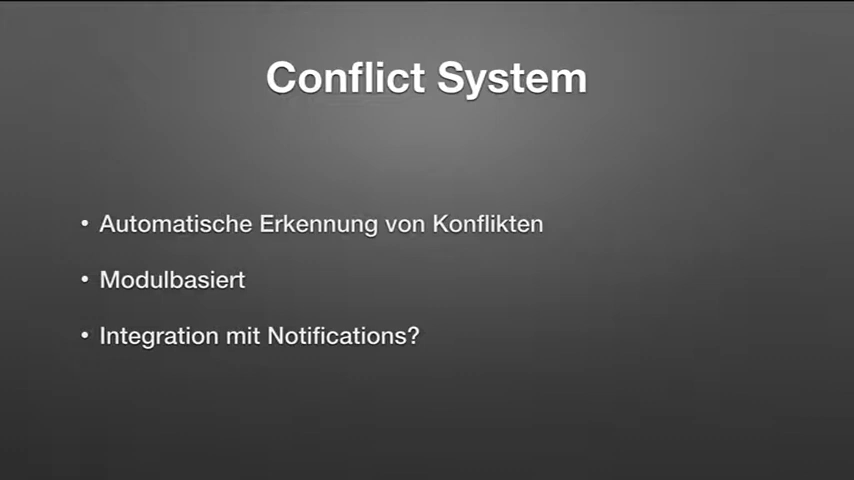 Conflict System
• Automatische Erkennung von Konflikten
• Modulbasiert
• Integration mit Notifications?